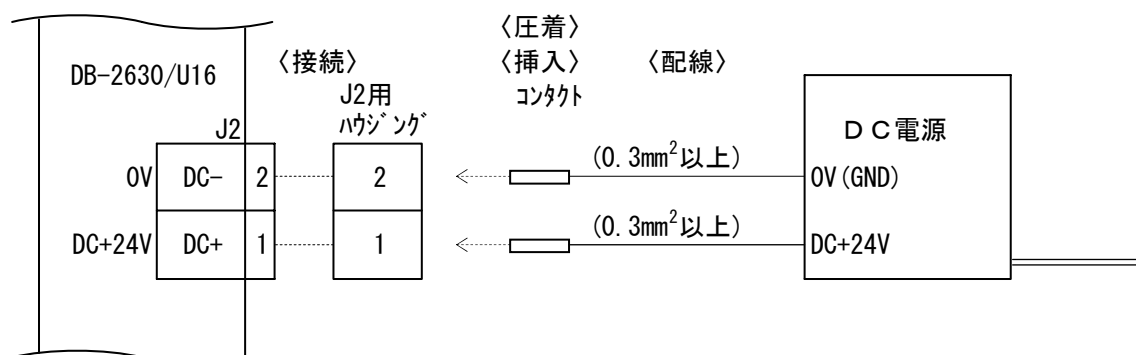 〈圧着〉
DB-2630/U16
〈接続〉
〈挿入〉
〈配線〉
J2用
ﾊｳｼﾞﾝｸﾞ
ｺﾝﾀｸﾄ
J2
DC電源
0V
DC-
2
2
(0.3mm²以上)
0V(GND)
DC+24V
DC+
1
1
(0.3mm²以上)
DC+24V